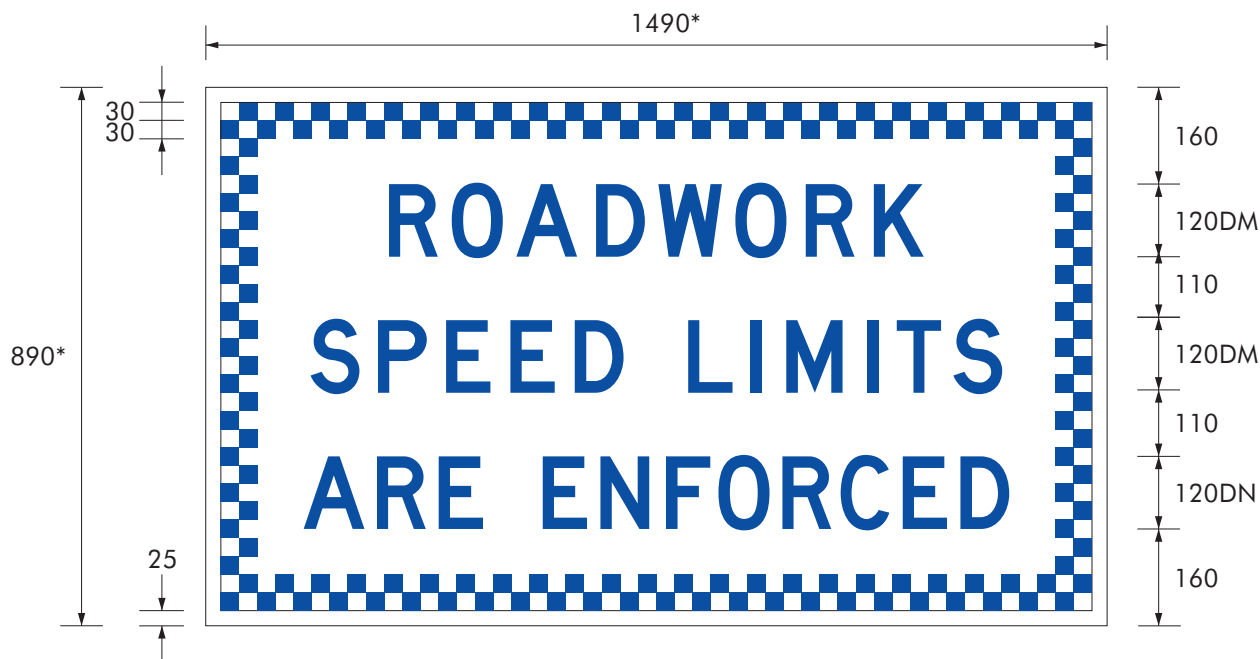 1490*
30
30
160
ROADWORK
120DM
110
SPEED LIMITS
120DM
890*
110
ARE ENFORCED
120DN
25
160